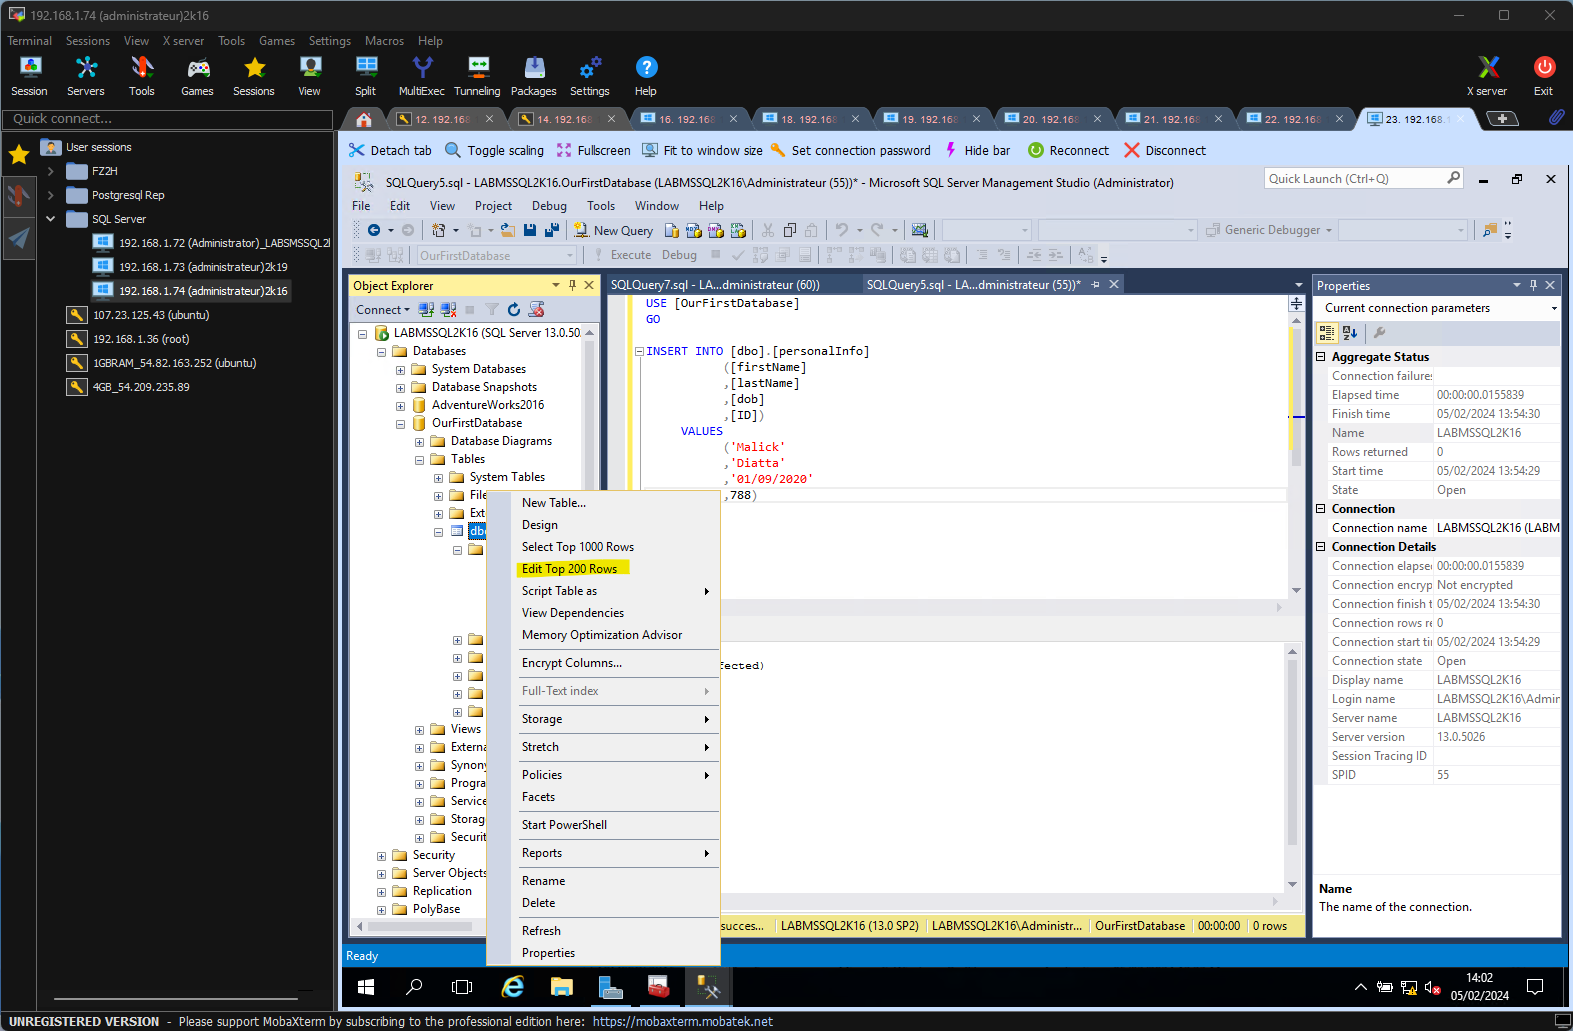 192.168.1.74 (administrateur)2k16
Terminal Sessions View X server Tools Games Settings Macros Help
Session Servers Tools Games Sessions View Split MultiExec Tunneling Packages Settings Help X server Exit
Quick connect...
12. 192.168 14. 192.168 16. 192.168 18. 192.168 19. 192.168 20. 192.168 21. 192.168 22. 192.168 23. 192.168.1
Detach tab Toggle scaling Fullscreen Fit to window size Set connection password Hide bar Reconnect Disconnect
User sessions
FZ2H
Postgresql Rep
SQL Server
192.168.1.72 (Administrator)_LABSMSSQL2
192.168.1.73 (administrateur)2k19
192.168.1.74 (administrateur)2k16
107.23.125.43 (ubuntu)
192.168.1.36 (root)
1GBRAM_54.82.163.252 (ubuntu)
4GB_54.209.235.89
SQLQuery5.sql - LABMSSQL2K16.OurFirstDatabase (LABMSSQL2K16\Administrateur (55))* - Microsoft SQL Server Management Studio (Administrator)
Quick Launch (Ctrl+Q)
File Edit View Project Debug Tools Window Help
New Query MDX DMX XMLA Generic Debugger
OurFirstDatabase Execute Debug
Object Explorer
Connect
LABMSSQL2K16 (SQL Server 13.0.50
Databases
System Databases
Database Snapshots
AdventureWorks2016
OurFirstDatabase
Database Diagrams
Tables
System Tables
File
Ext
dbo
Views
Externa
Synony
Progra
Service
Storag
Securit
Security
Server Objects
Replication
PolyBase
New Table...
Design
Select Top 1000 Rows
Edit Top 200 Rows
Script Table as
View Dependencies
Memory Optimization Advisor
Encrypt Columns...
Full-Text index
Storage
Stretch
Policies
Facets
Start PowerShell
Reports
Rename
Delete
Refresh
Properties
SQLQuery7.sql - LA...dministrateur (60)) SQLQuery5.sql - LA...dministrateur (55))*
USE [OurFirstDatabase]
GO
INSERT INTO [dbo].[personalInfo]
([firstName]
,[lastName]
,[dob]
,[ID])
VALUES
('Malick'
,'Diatta'
,'01/09/2020'
,788)
fected)
succes... LABMSSQL2K16 (13.0 SP2) LABMSSQL2K16\Administr... OurFirstDatabase 00:00:00 0 rows
Properties
Current connection parameters
Aggregate Status
Connection failures
Elapsed time 00:00:00.0155839
Finish time 05/02/2024 13:54:30
Name LABMSSQL2K16
Rows returned 0
Start time 05/02/2024 13:54:29
State Open
Connection
Connection name LABMSSQL2K16 (LABM
Connection Details
Connection elapse 00:00:00.0155839
Connection encryp Not encrypted
Connection finish t 05/02/2024 13:54:30
Connection rows re 0
Connection start tir 05/02/2024 13:54:29
Connection state Open
Display name LABMSSQL2K16
Login name LABMSSQL2K16\Admin
Server name LABMSSQL2K16
Server version 13.0.5026
Session Tracing ID
SPID 55
Name
The name of the connection.
Ready
14:02
05/02/2024
UNREGISTERED VERSION - Please support MobaXterm by subscribing to the professional edition here: https://mobaxterm.mobatek.net